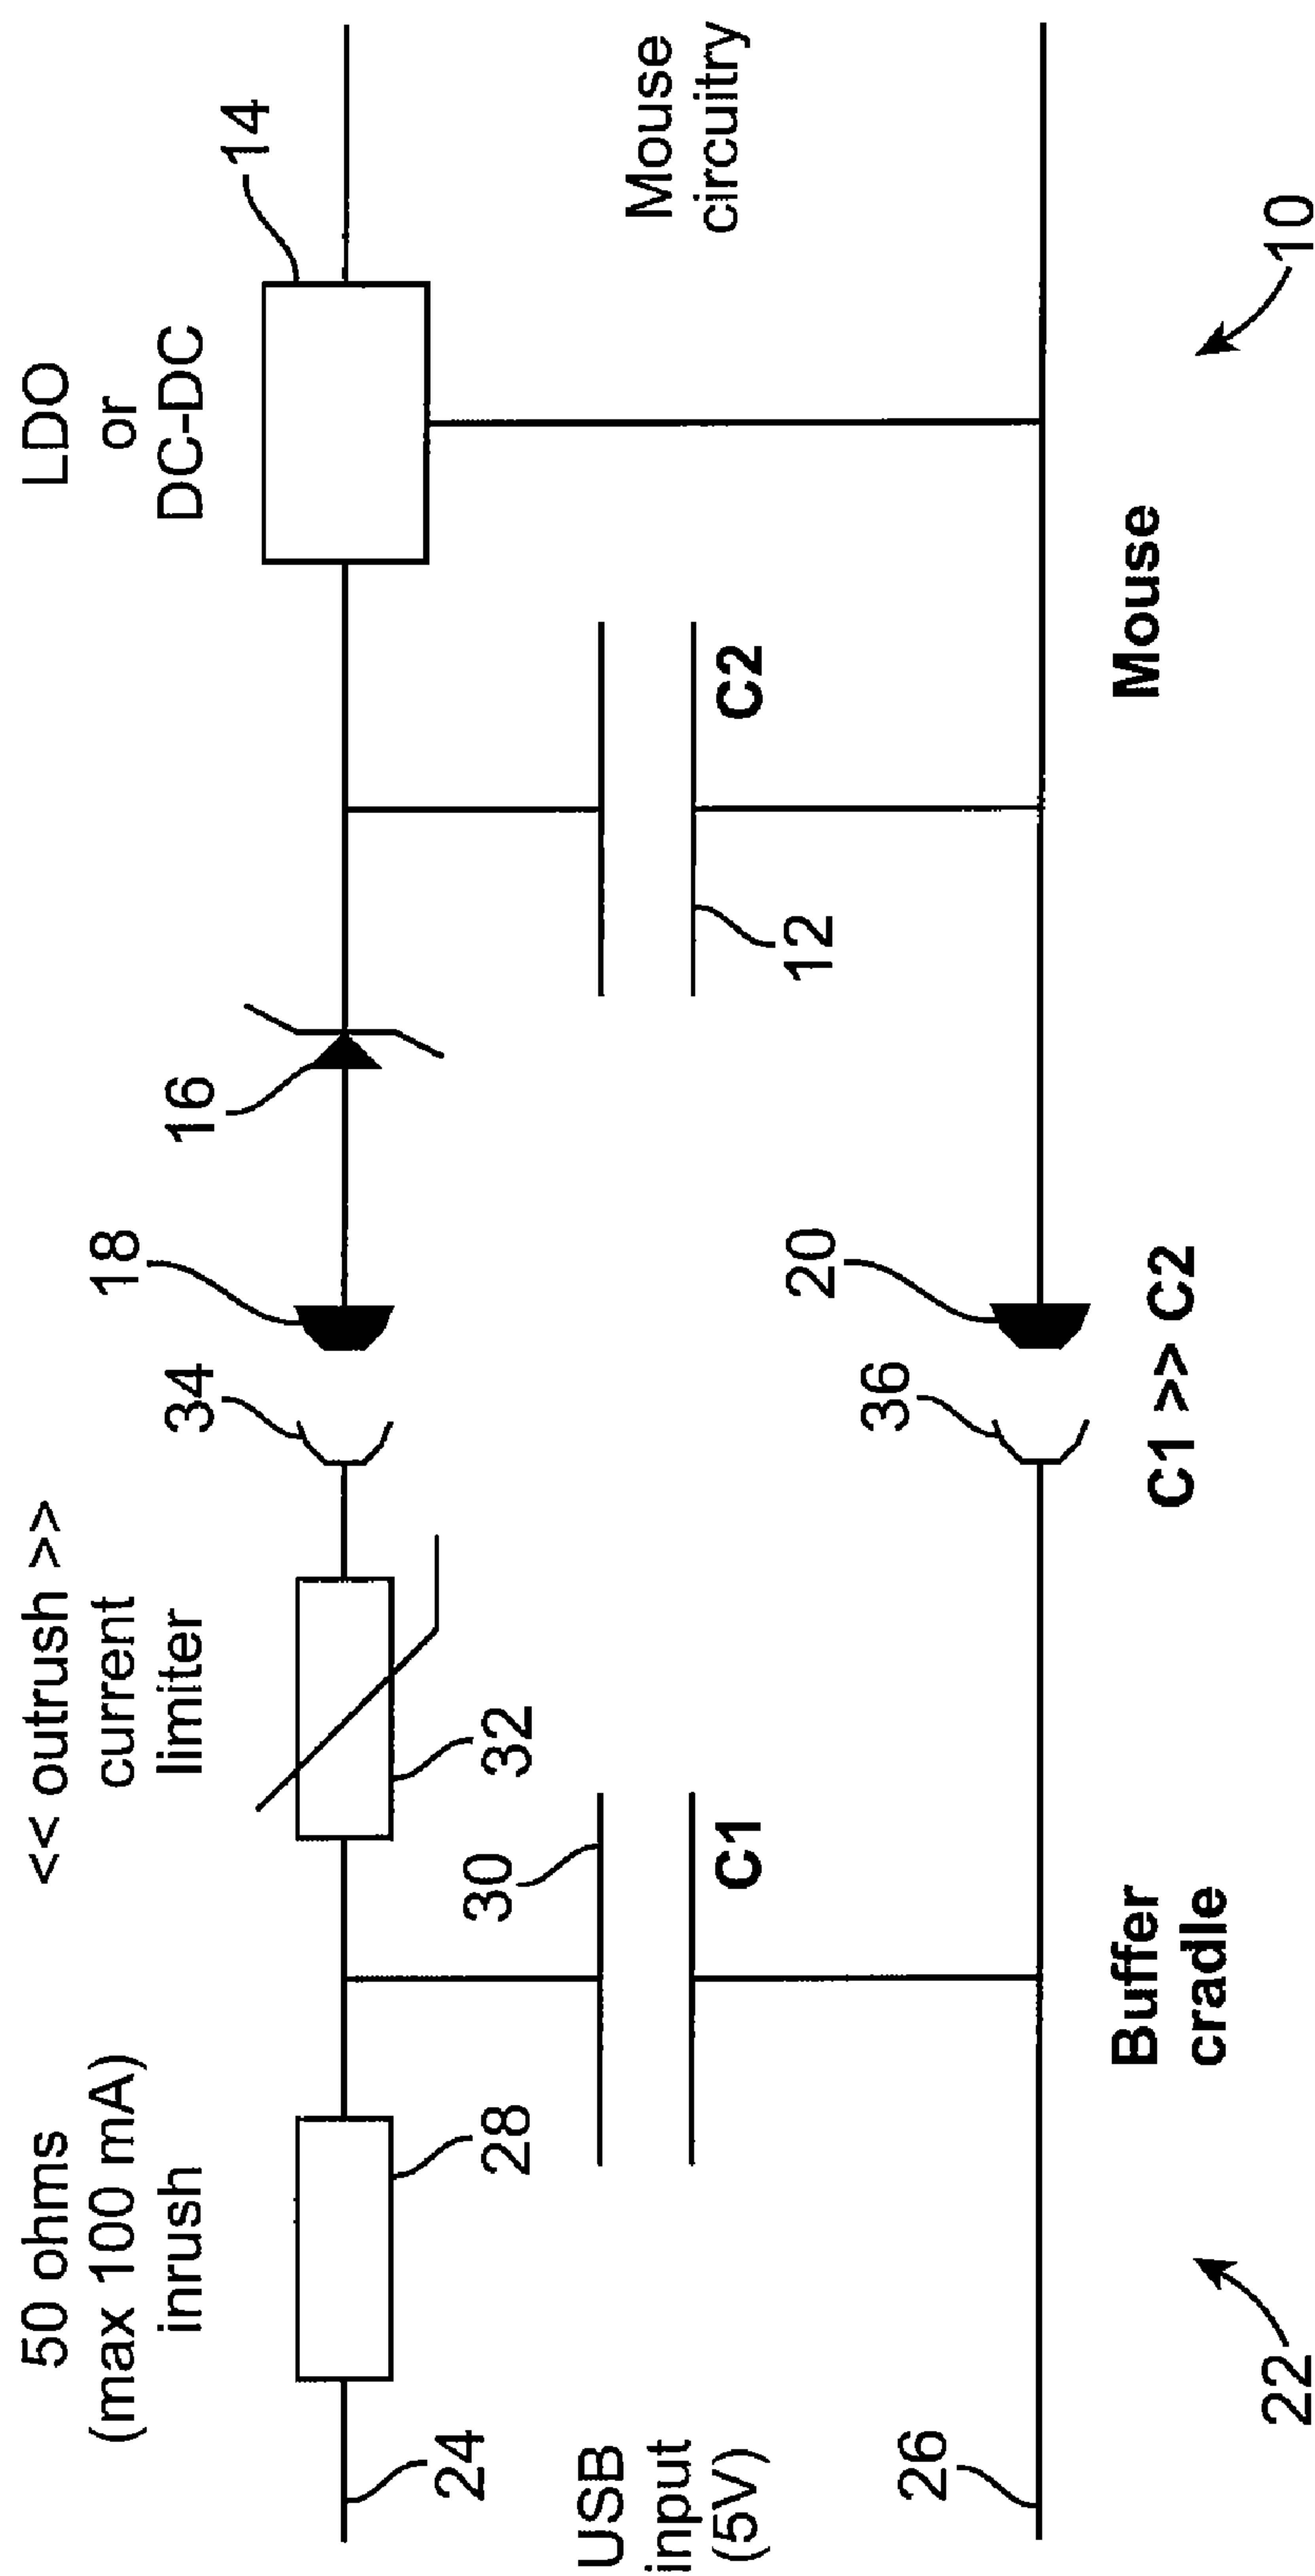 50 ohms
(max 100 mA)
inrush
<< outrush >>
current
limiter
LDO
or
DC-DC
14
34
18
16
24
28
32
30
C1
12
C2
USB
input
(5V)
Mouse
circuitry
26
36
20
Buffer
cradle
C1 >> C2
Mouse
22
10